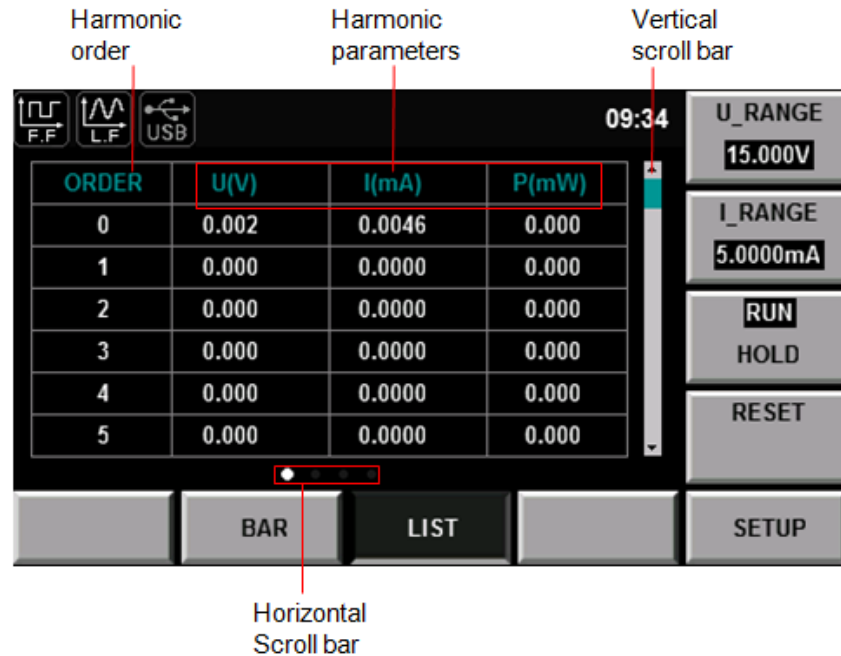 Harmonic order
Harmonic parameters
Vertical scroll bar
F.F L.F USB 09:34
U_RANGE
15.000V
ORDER U(V) I(mA) P(mW)
0 0.002 0.0046 0.000
1 0.000 0.0000 0.000
2 0.000 0.0000 0.000
3 0.000 0.0000 0.000
4 0.000 0.0000 0.000
5 0.000 0.0000 0.000
I_RANGE
5.0000mA
RUN
HOLD
RESET
BAR LIST SETUP
Horizontal
Scroll bar